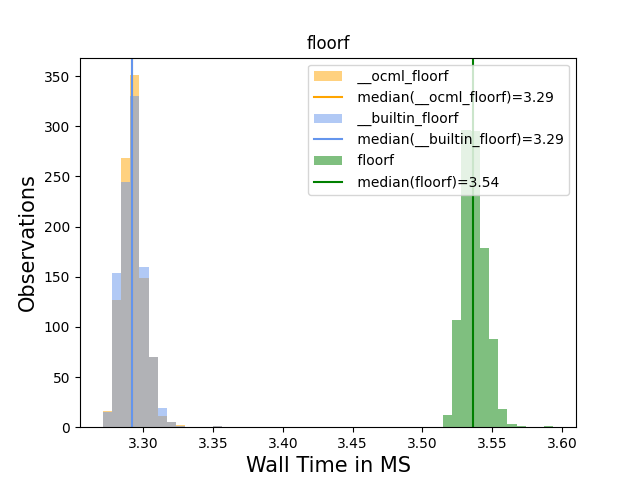 floorf
__ocml_floorf
median(__ocml_floorf)=3.29
__builtin_floorf
median(__builtin_floorf)=3.29
floorf
median(floorf)=3.54
Observations
350
300
250
200
150
100
50
0
3.30 3.35 3.40 3.45 3.50 3.55 3.60
Wall Time in MS